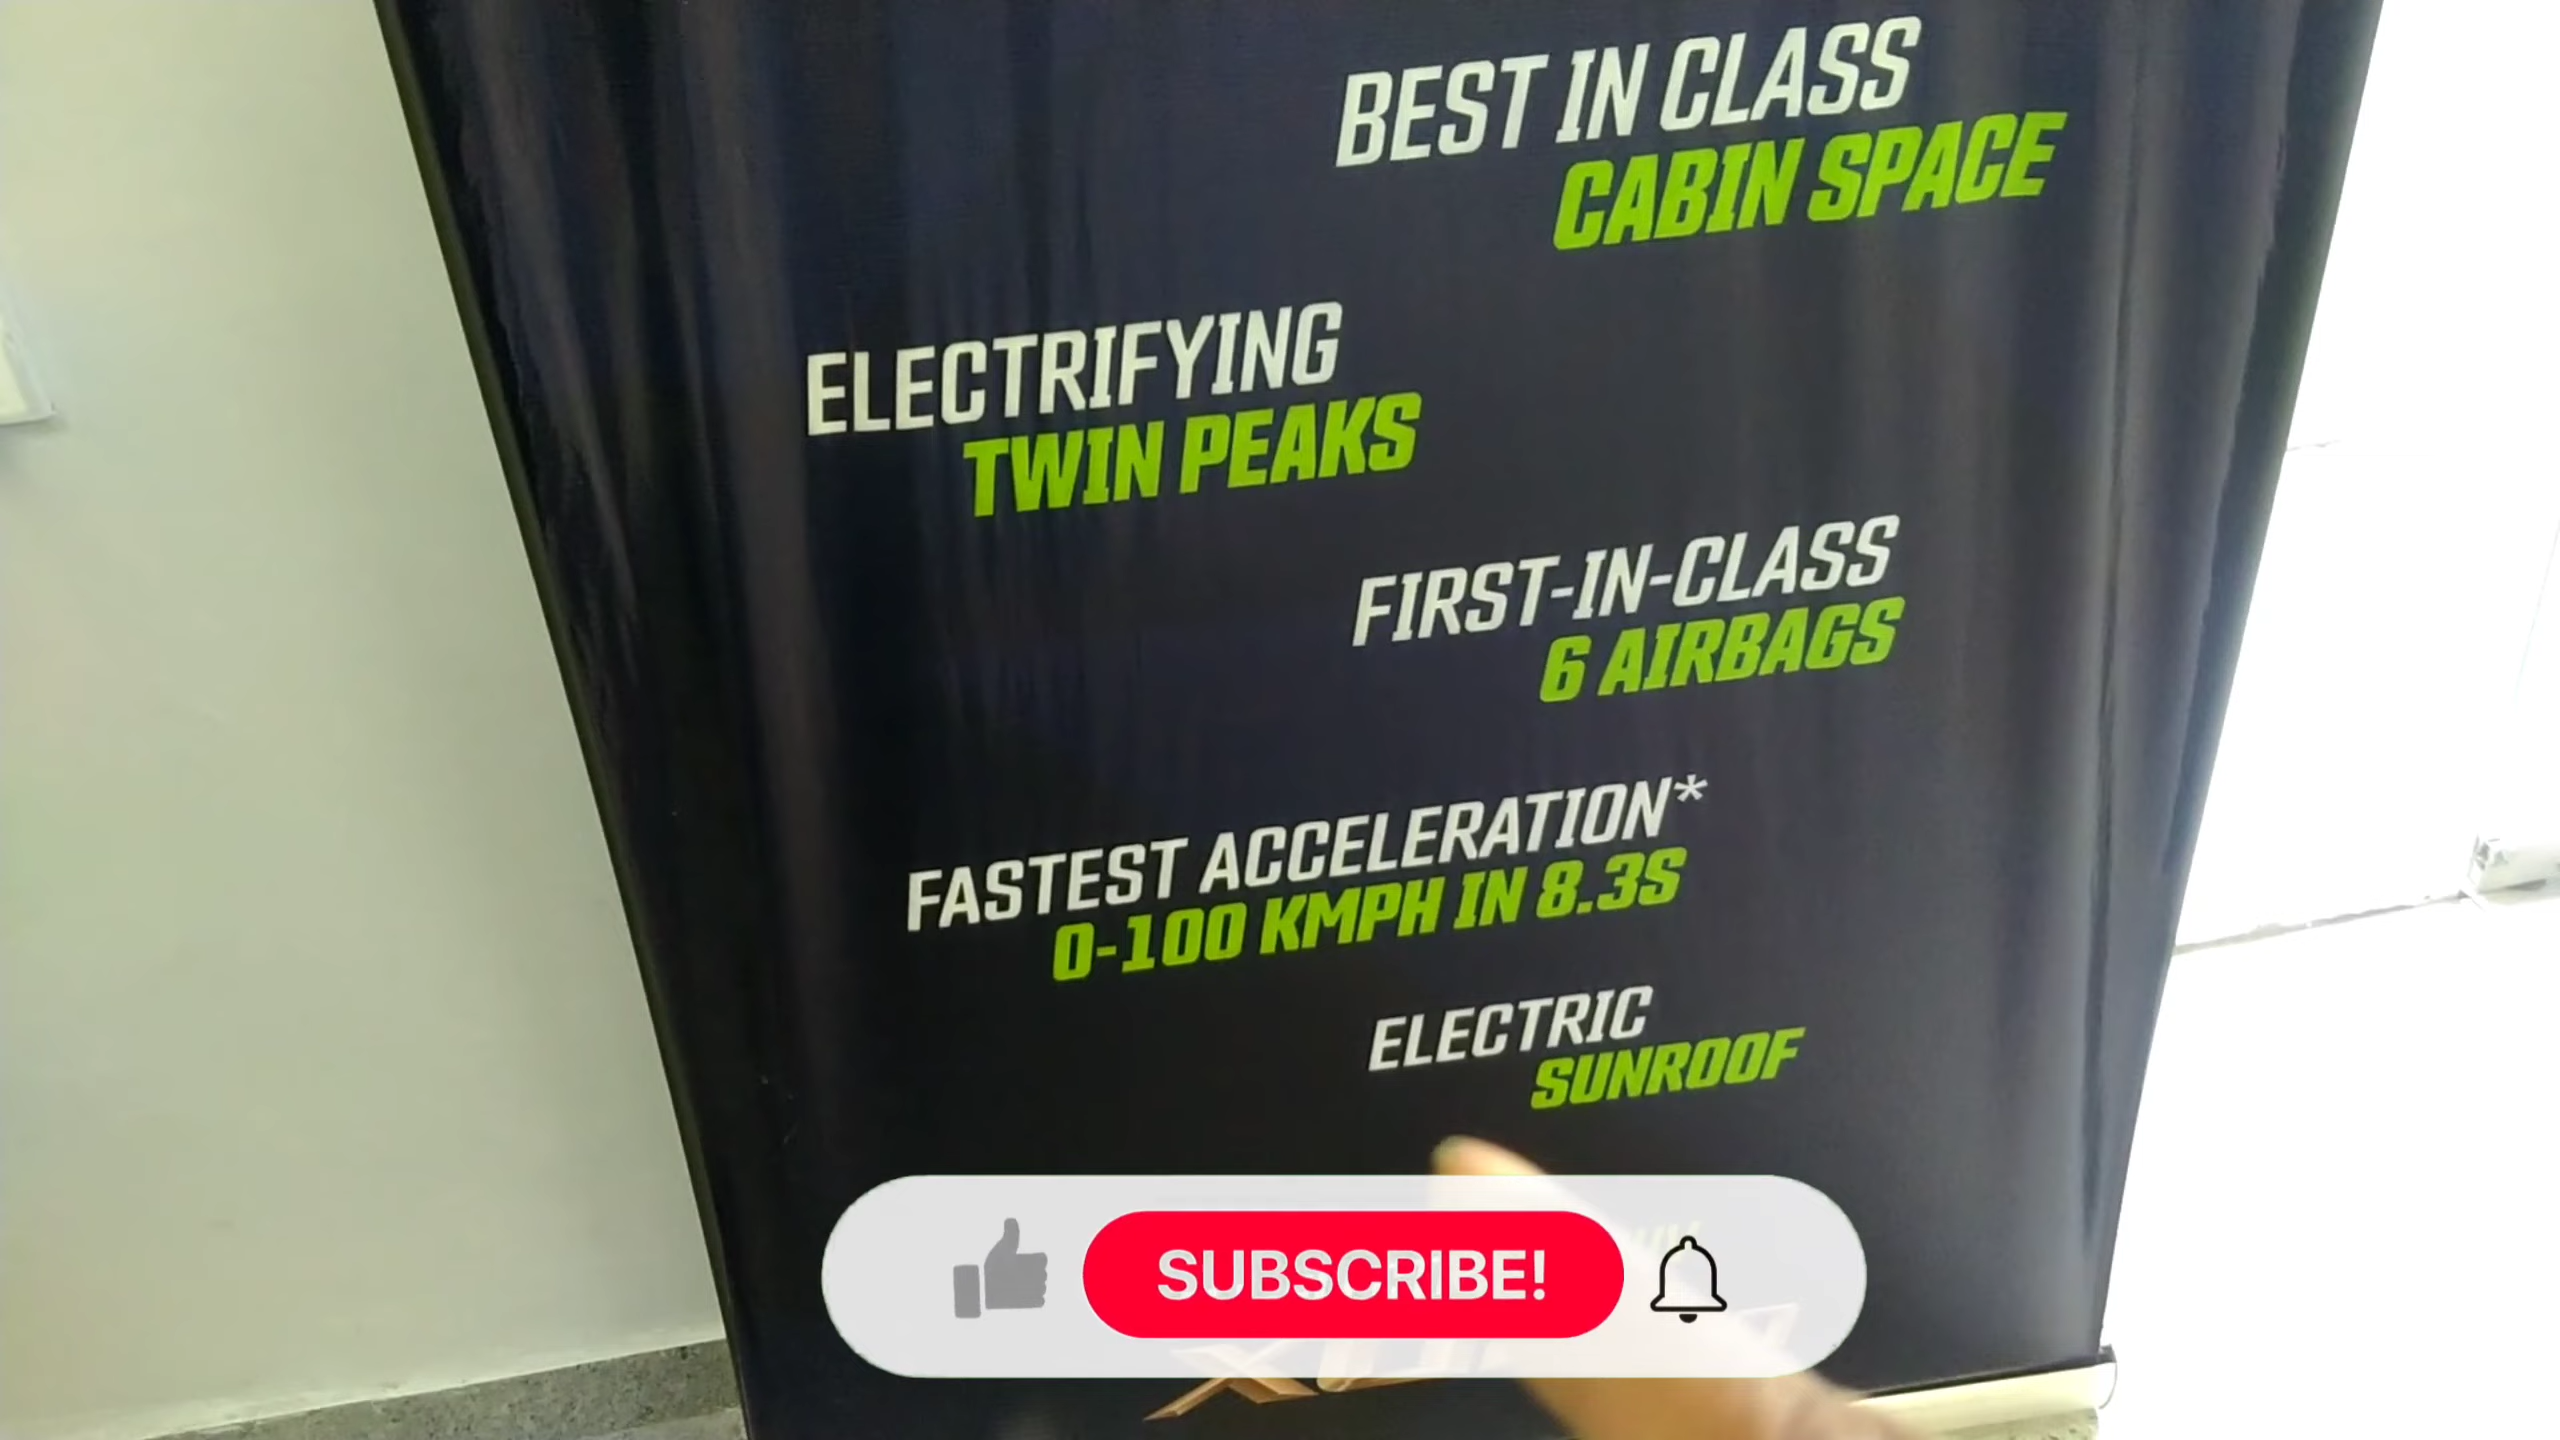 BEST IN CLASS
CABIN SPACE
ELECTRIFYING
TWIN PEAKS
FIRST-IN-CLASS
6 AIRBAGS
FASTEST ACCELERATION*
0-100 KMPH IN 8.3S
ELECTRIC
SUNROOF
SUBSCRIBE!